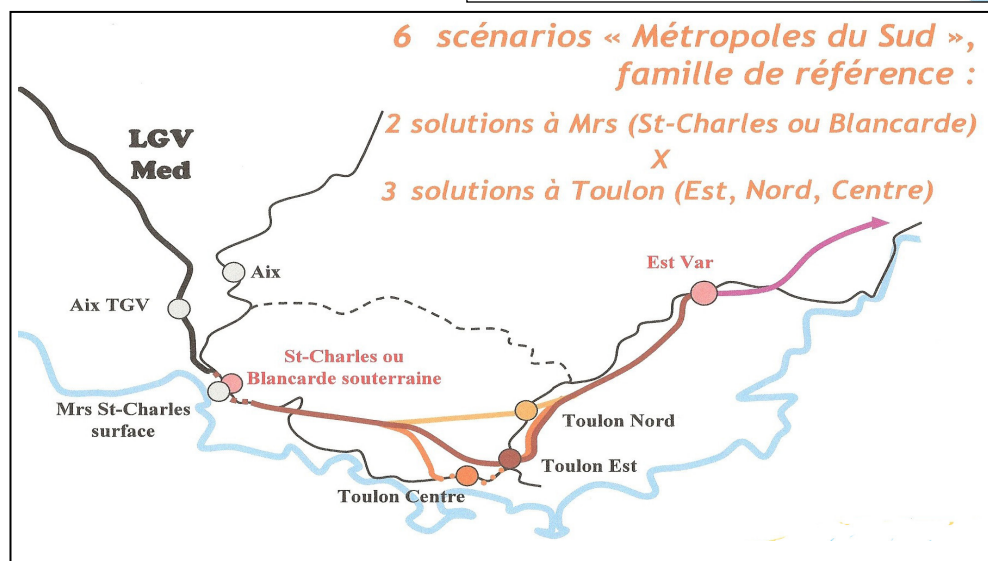 6 scénarios « Métropoles du Sud »,
famille de référence :
2 solutions à Mrs (St-Charles ou Blancarde)
X
3 solutions à Toulon (Est, Nord, Centre)
LGV
Med
Aix
Est Var
Aix TGV
St-Charles ou
Blancarde souterraine
Mrs St-Charles
surface
Toulon Nord
Toulon Est
Toulon Centre